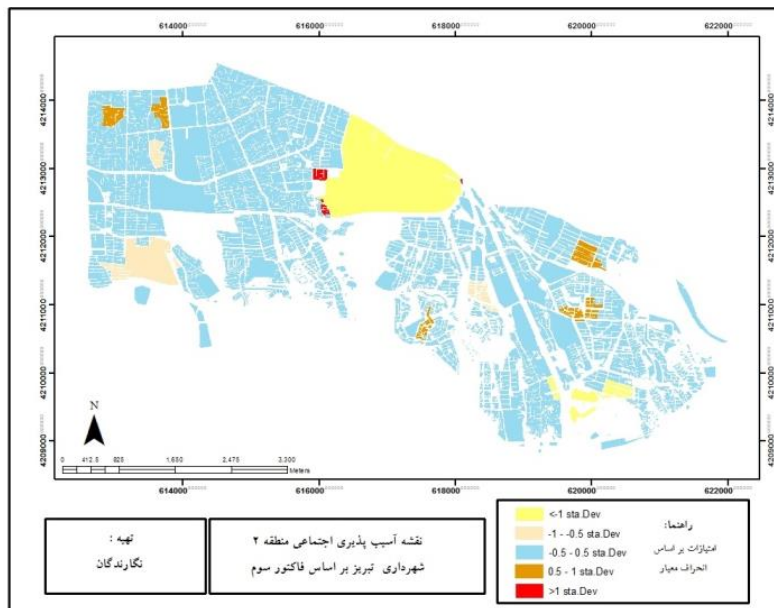 614000 616000 618000 620000 622000
4214000
4213000
4212000
4211000
4210000
4209000
4214000
4213000
4212000
4211000
4210000
4209000
N
0 412.5 825 1.650 2.475 3.300
Meters
614000 616000 618000 620000 622000
تهیه :
نگارندگان
نقشه آسیب پذیری اجتماعی منطقه ۲
شهرداری تبریز بر اساس فاکتور سوم
راهنما:
امتیازات بر اساس
انحراف معیار
<-1 sta.Dev
-1 - -0.5 sta.Dev
-0.5 - 0.5 sta.Dev
0.5 - 1 sta.Dev
>1 sta.Dev